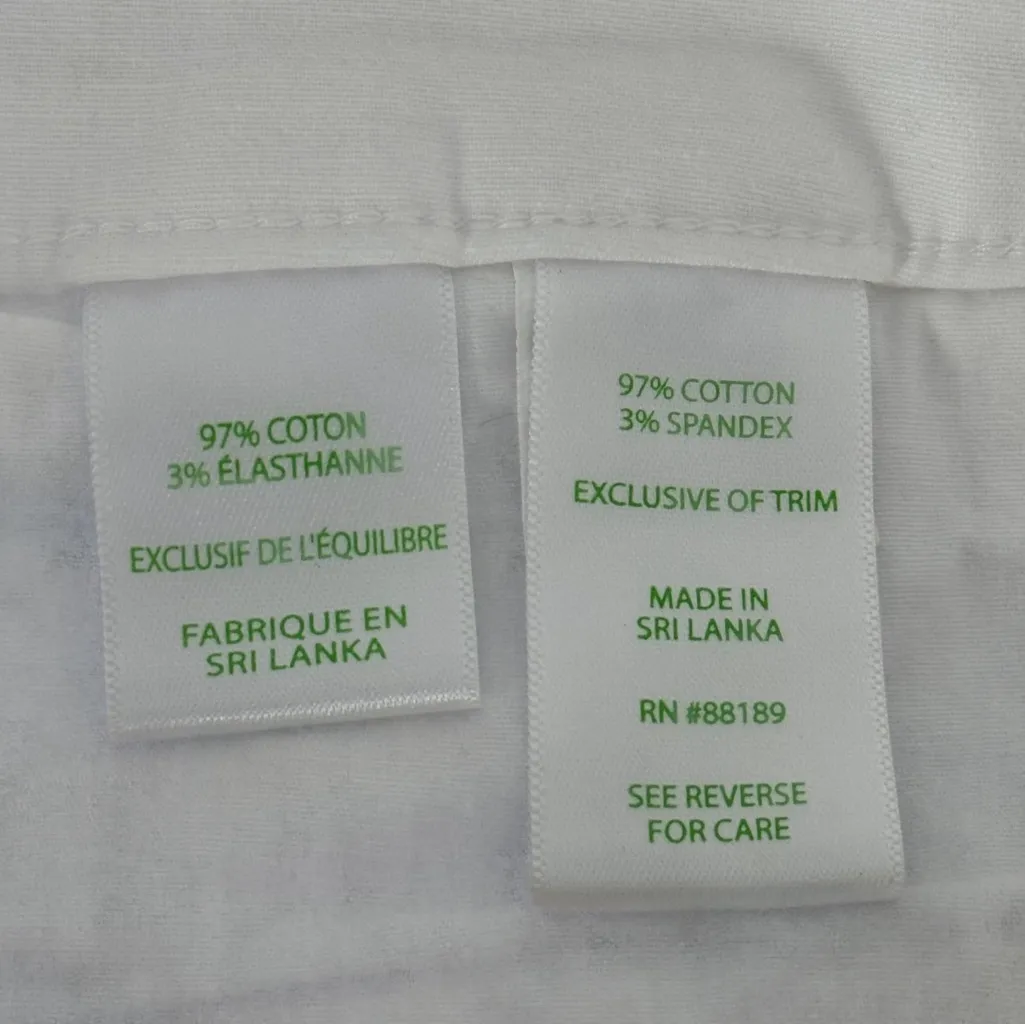 97% COTON
3% ÉLASTHANNE
EXCLUSIF DE L'ÉQUILIBRE
FABRIQUE EN
SRI LANKA
97% COTTON
3% SPANDEX
EXCLUSIVE OF TRIM
MADE IN
SRI LANKA
RN #88189
SEE REVERSE
FOR CARE